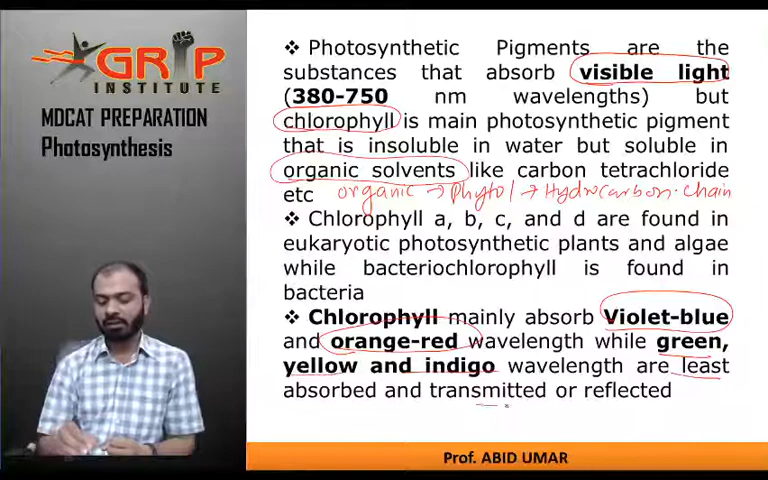 GRIP
INSTITUTE
MDCAT PREPARATION
Photosynthesis
❖ Photosynthetic Pigments are the
substances that absorb visible light
(380-750 nm wavelengths) but
chlorophyll is main photosynthetic pigment
that is insoluble in water but soluble in
organic solvents like carbon tetrachloride
etc organic → Phytol → Hydrocarbon.chain
❖ Chlorophyll a, b, c, and d are found in
eukaryotic photosynthetic plants and algae
while bacteriochlorophyll is found in
bacteria
❖ Chlorophyll mainly absorb Violet-blue
and orange-red wavelength while green,
yellow and indigo wavelength are least
absorbed and transmitted or reflected
Prof. ABID UMAR